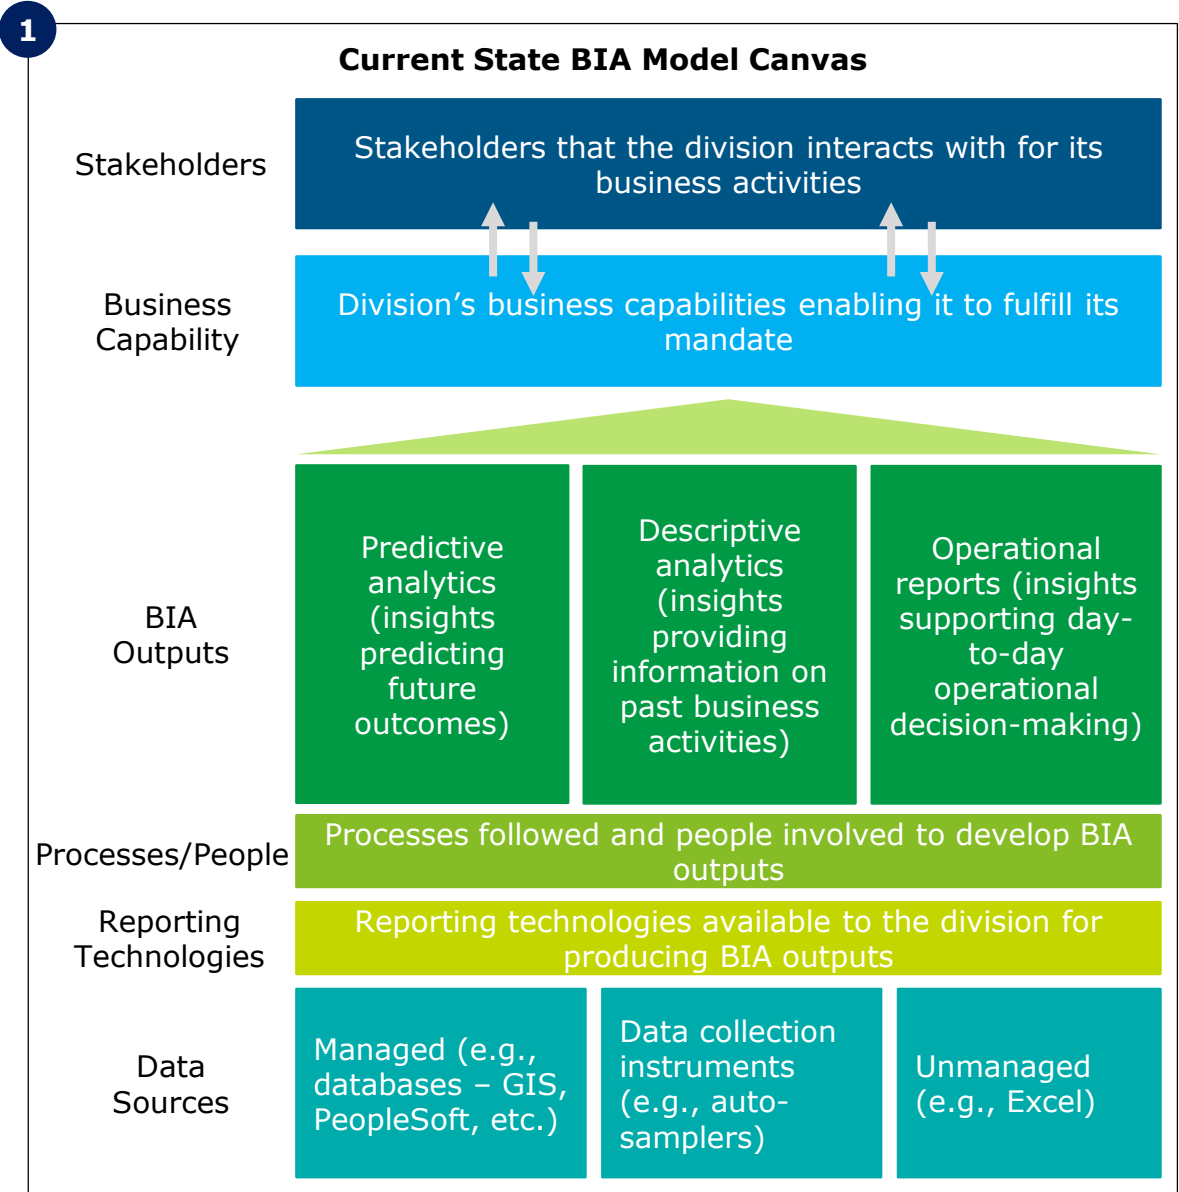 1
Current State BIA Model Canvas
Stakeholders
Stakeholders that the division interacts with for its
business activities
Business
Capability
Division’s business capabilities enabling it to fulfill its
mandate
BIA
Outputs
Predictive
analytics
(insights
predicting
future
outcomes)
Descriptive
analytics
(insights
providing
information on
past business
activities)
Operational
reports (insights
supporting day-
to-day
operational
decision-making)
Processes/People
Processes followed and people involved to develop BIA
outputs
Reporting
Technologies
Reporting technologies available to the division for
producing BIA outputs
Data
Sources
Managed (e.g.,
databases – GIS,
PeopleSoft, etc.)
Data collection
instruments
(e.g., auto-
samplers)
Unmanaged
(e.g., Excel)